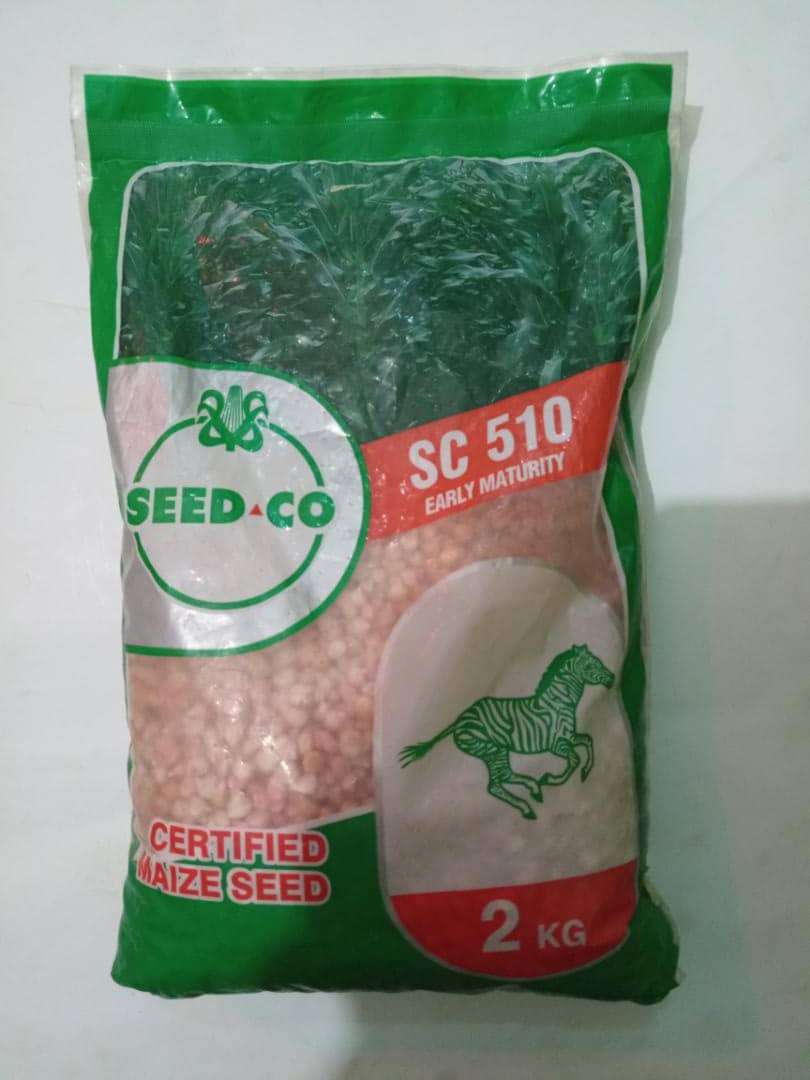 SC 510
EARLY MATURITY
SEED CO
CERTIFIED
MAIZE SEED
2 KG